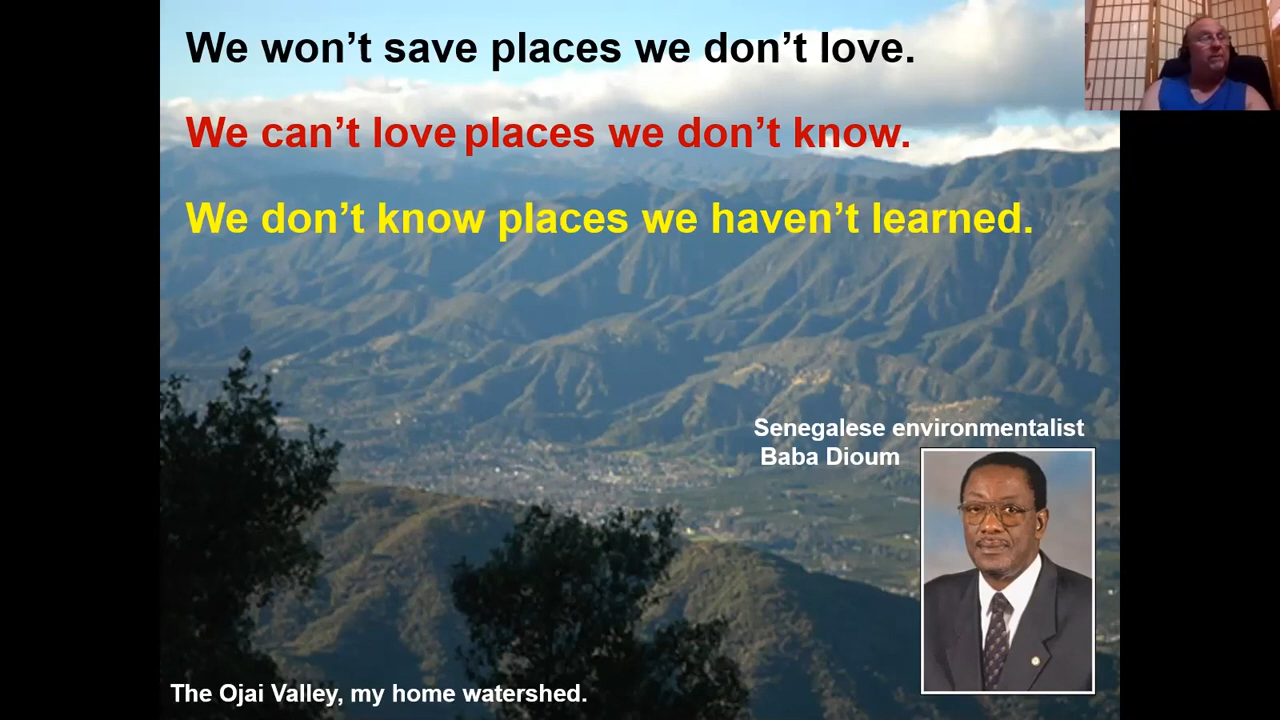 We won’t save places we don’t love.
We can’t love places we don’t know.
We don’t know places we haven’t learned.
Senegalese environmentalist
Baba Dioum
The Ojai Valley, my home watershed.